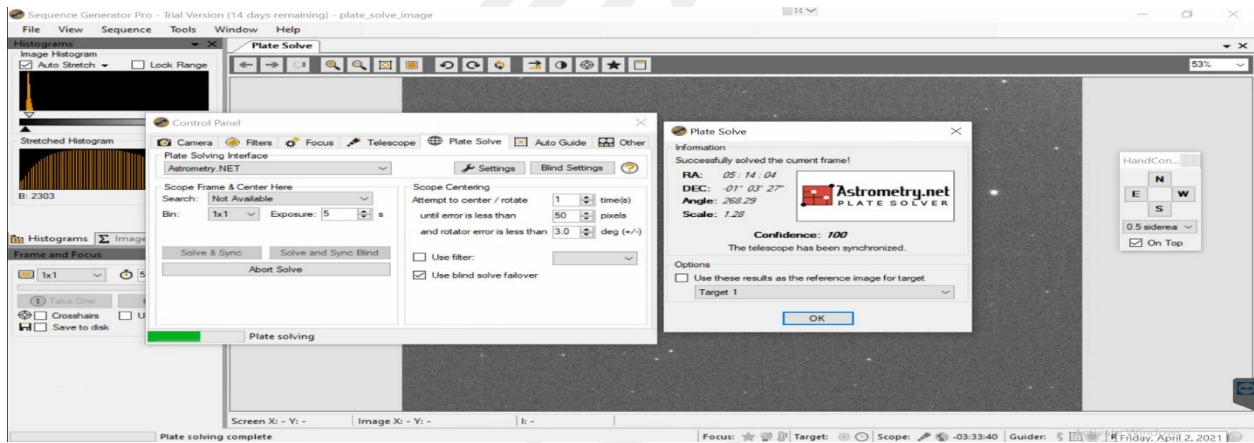 Sequence Generator Pro - Trial Version (14 days remaining) - plate_solve_image
File View Sequence Tools Window Help
Histograms
Image Histogram
Auto Stretch
Lock Range
Stretched Histogram
B: 2303
Histograms
Image
Frame and Focus
1x1
5
1 Take One
Crosshairs
U
Save to disk
Plate Solve
53%
Control Panel
Camera Filters Focus Telescope Plate Solve Auto Guide Other
Plate Solving Interface
Astrometry.NET
Settings Blind Settings
Scope Frame & Center Here
Search: Not Available
Bin: 1x1 Exposure: 5 s
Solve & Sync Solve and Sync Blind
Abort Solve
Scope Centering
Attempt to center / rotate 1 time(s)
until error is less than 50 pixels
and rotator error is less than 3.0 deg (+/-)
Use filter:
Use blind solve failover
Plate solving
Plate Solve
Information
Successfully solved the current frame!
RA: 05 : 14 : 04
DEC: -01° 03' 27"
Angle: 268.29
Scale: 1.28
Astrometry.net
PLATE SOLVER
Confidence: 100
The telescope has been synchronized.
Options
Use these results as the reference image for target
Target 1
OK
HandCon...
N
E W
S
0.5 siderea
On Top
Screen X: - Y: - Image X: - Y: - I: -
Plate solving complete
Focus: Target: Scope: -03:33:40 Guider: Friday, April 2, 2021